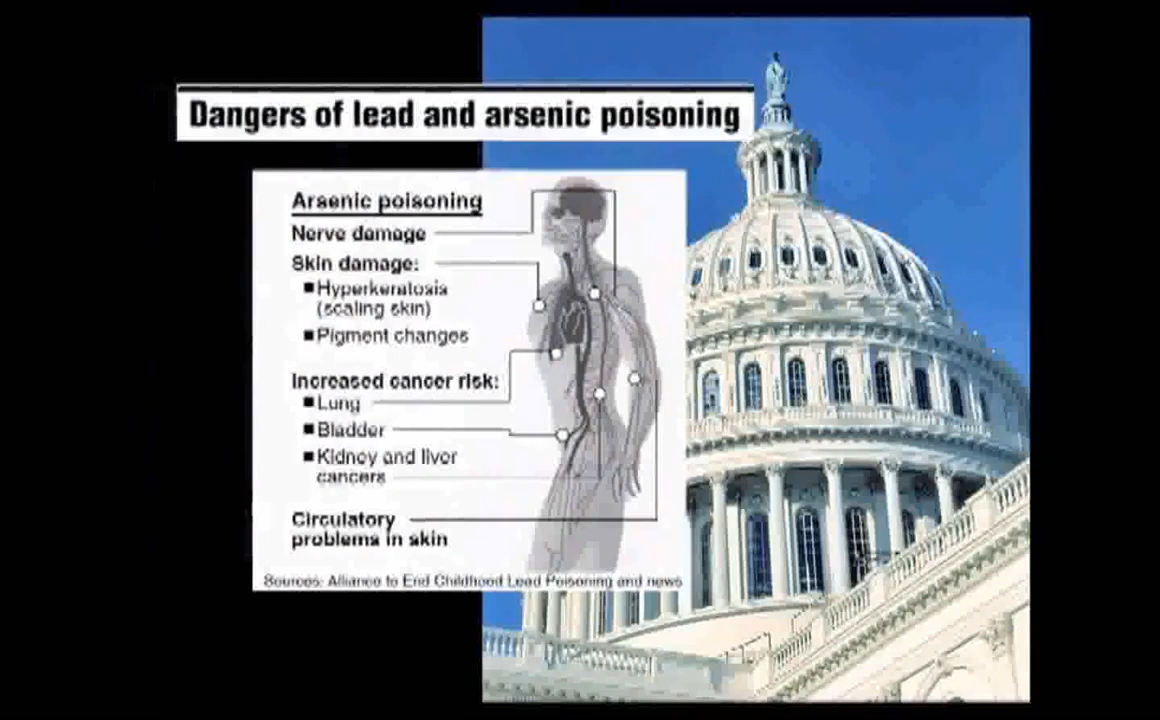 Dangers of lead and arsenic poisoning
Arsenic poisoning
Nerve damage
Skin damage:
■ Hyperkeratosis
(scaling skin)
■ Pigment changes
Increased cancer risk:
■ Lung
■ Bladder
■ Kidney and liver
cancers
Circulatory
problems in skin
Sources: Alliance to End Childhood Lead Poisoning and news